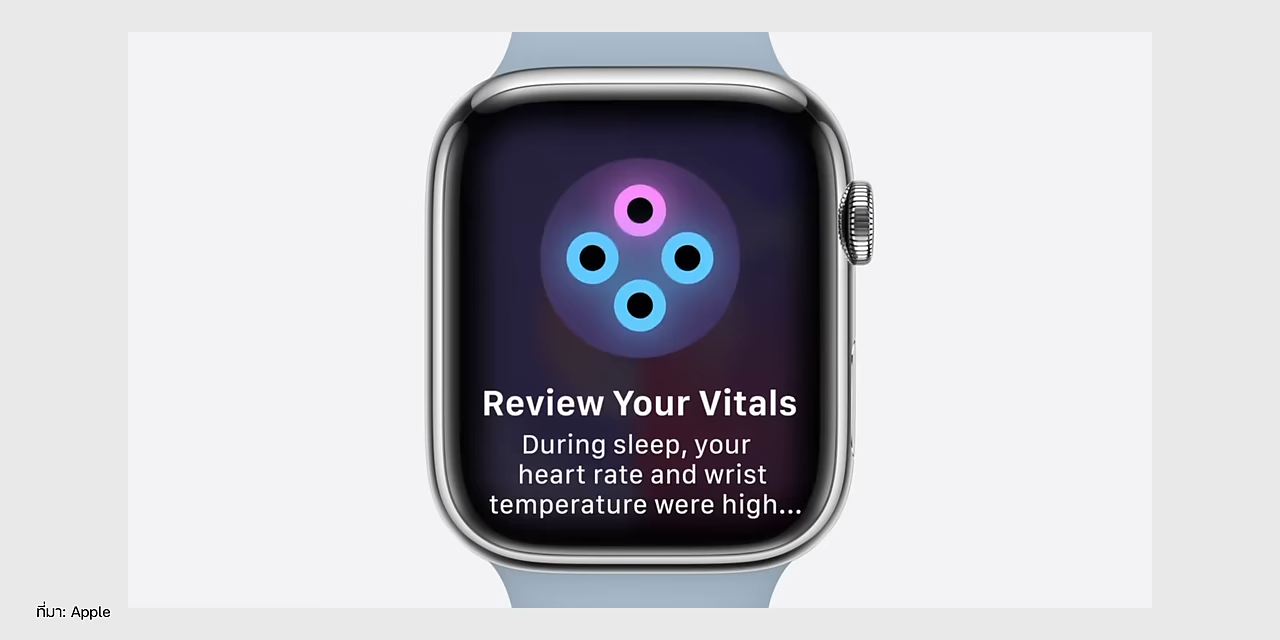 Review Your Vitals
During sleep, your
heart rate and wrist
temperature were high...
ที่มา: Apple